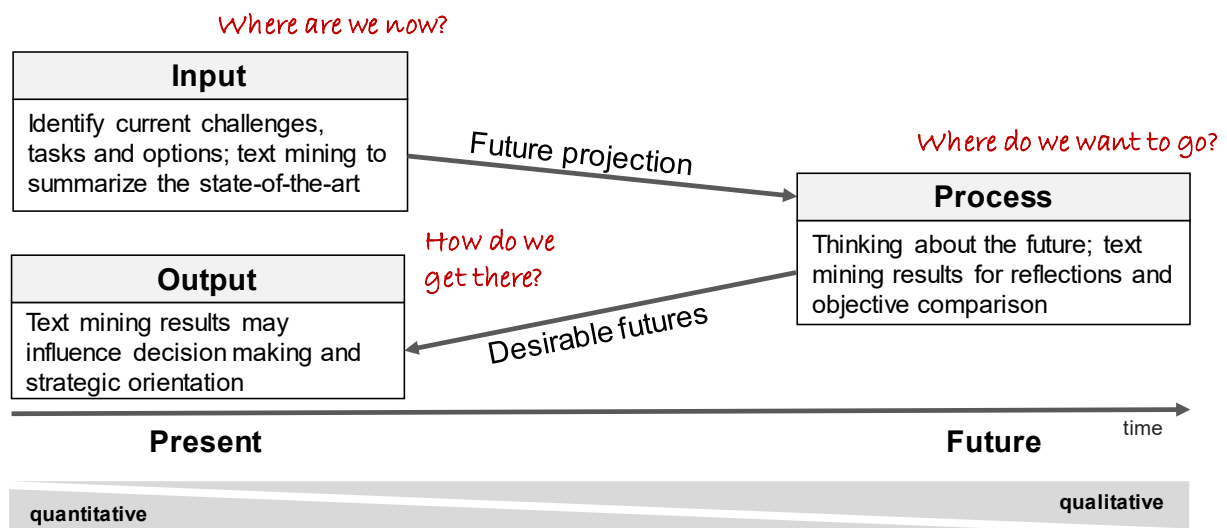 Where are we now?
Input
Identify current challenges,
tasks and options; text mining to
summarize the state-of-the-art
Future projection
Where do we want to go?
Process
Thinking about the future; text
mining results for reflections and
objective comparison
How do we
get there?
Output
Text mining results may
influence decision making and
strategic orientation
Desirable futures
time
Present
Future
quantitative
qualitative